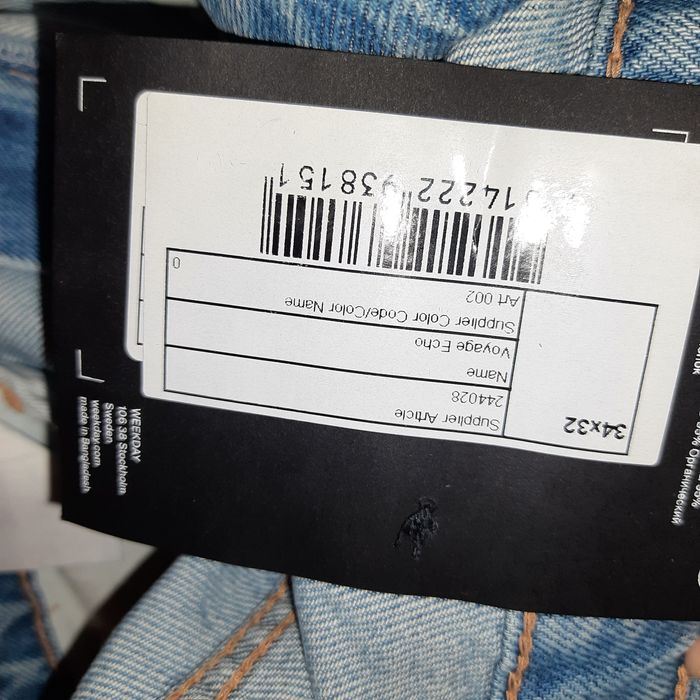 34x32
Supplier Article
244028
Name
Voyage Echo
Supplier Color Code/Color Name
Art 002
0
14222 938151
WEEKDAY
106 38 Stockholm
Sweden
weekday.com
made in Bangladesh
Органический